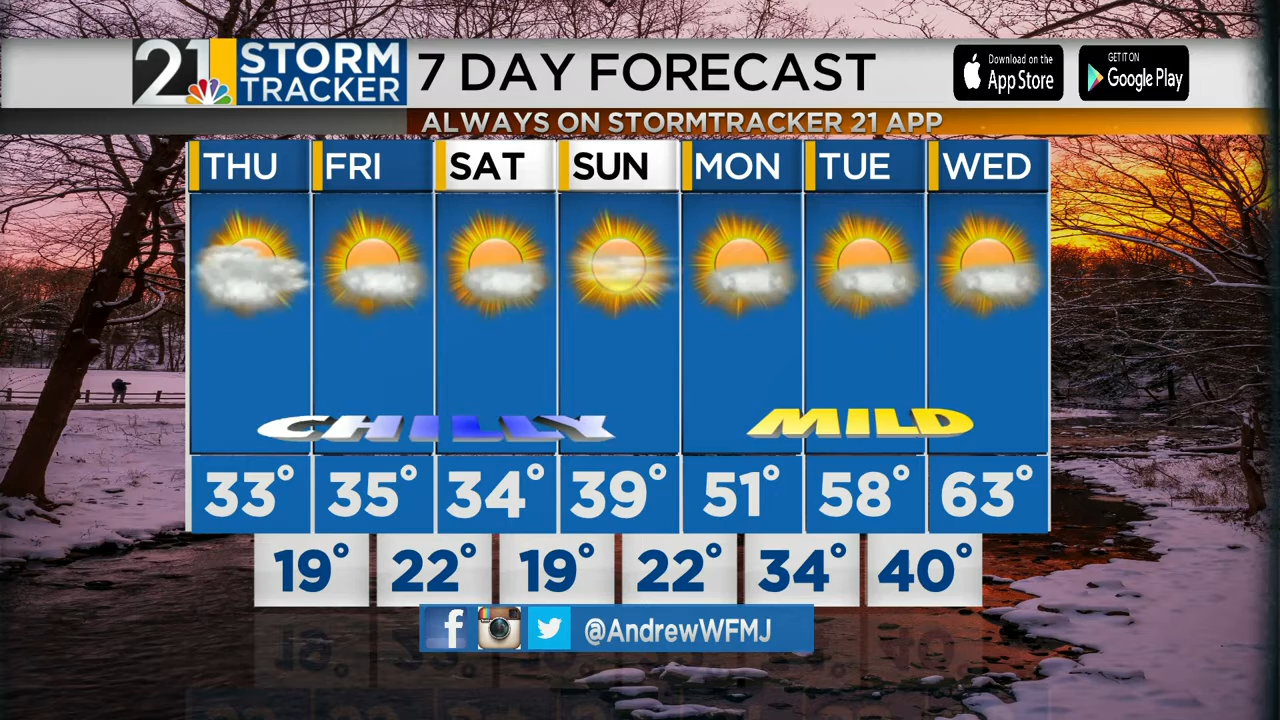 21 STORM TRACKER
7 DAY FORECAST
Download on the App Store
GET IT ON Google Play
ALWAYS ON STORMTRACKER 21 APP
THU FRI SAT SUN MON TUE WED
CHILLY MILD
33° 35° 34° 39° 51° 58° 63°
19° 22° 19° 22° 34° 40°
f @AndrewWFMJ